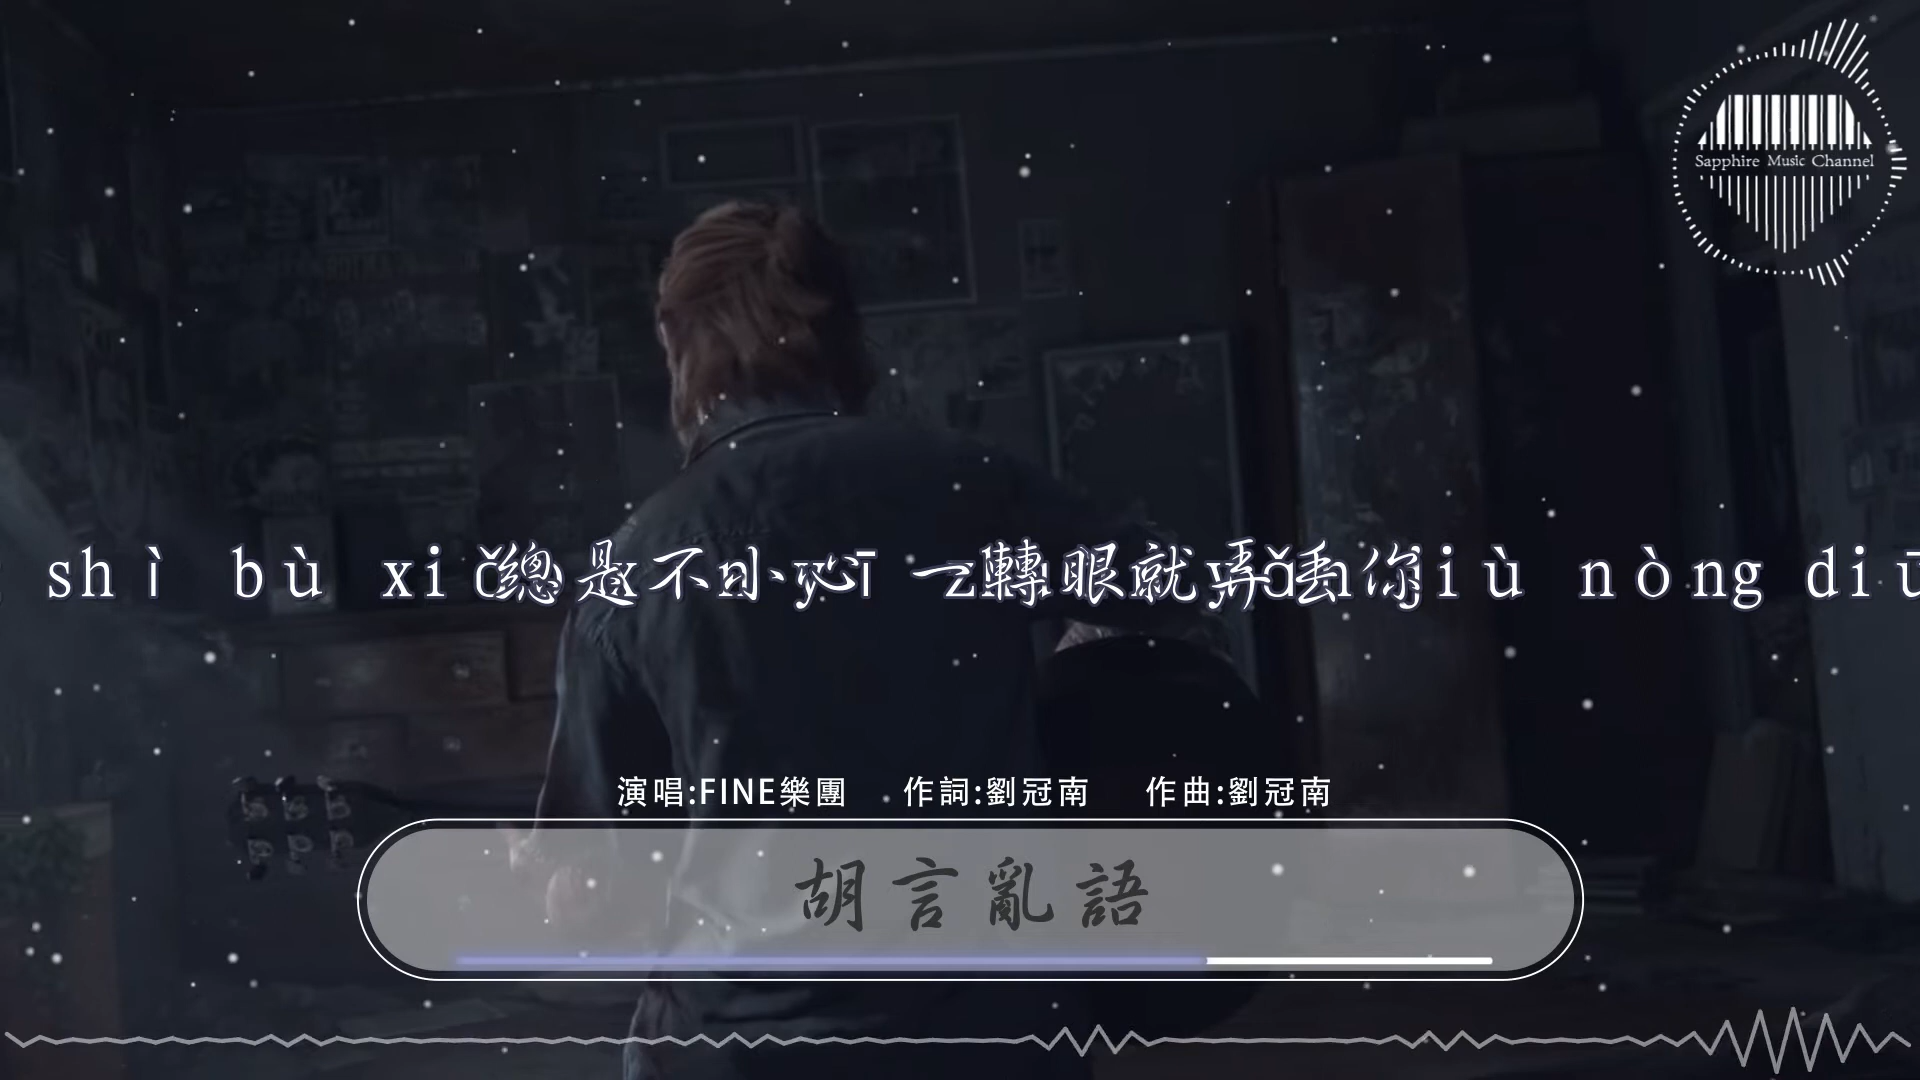 Sapphire Music Channel
shì bù xi nòng
總是不小心 一轉眼就弄丟你
演唱:FINE樂團 作詞:劉冠南 作曲:劉冠南
胡言亂語